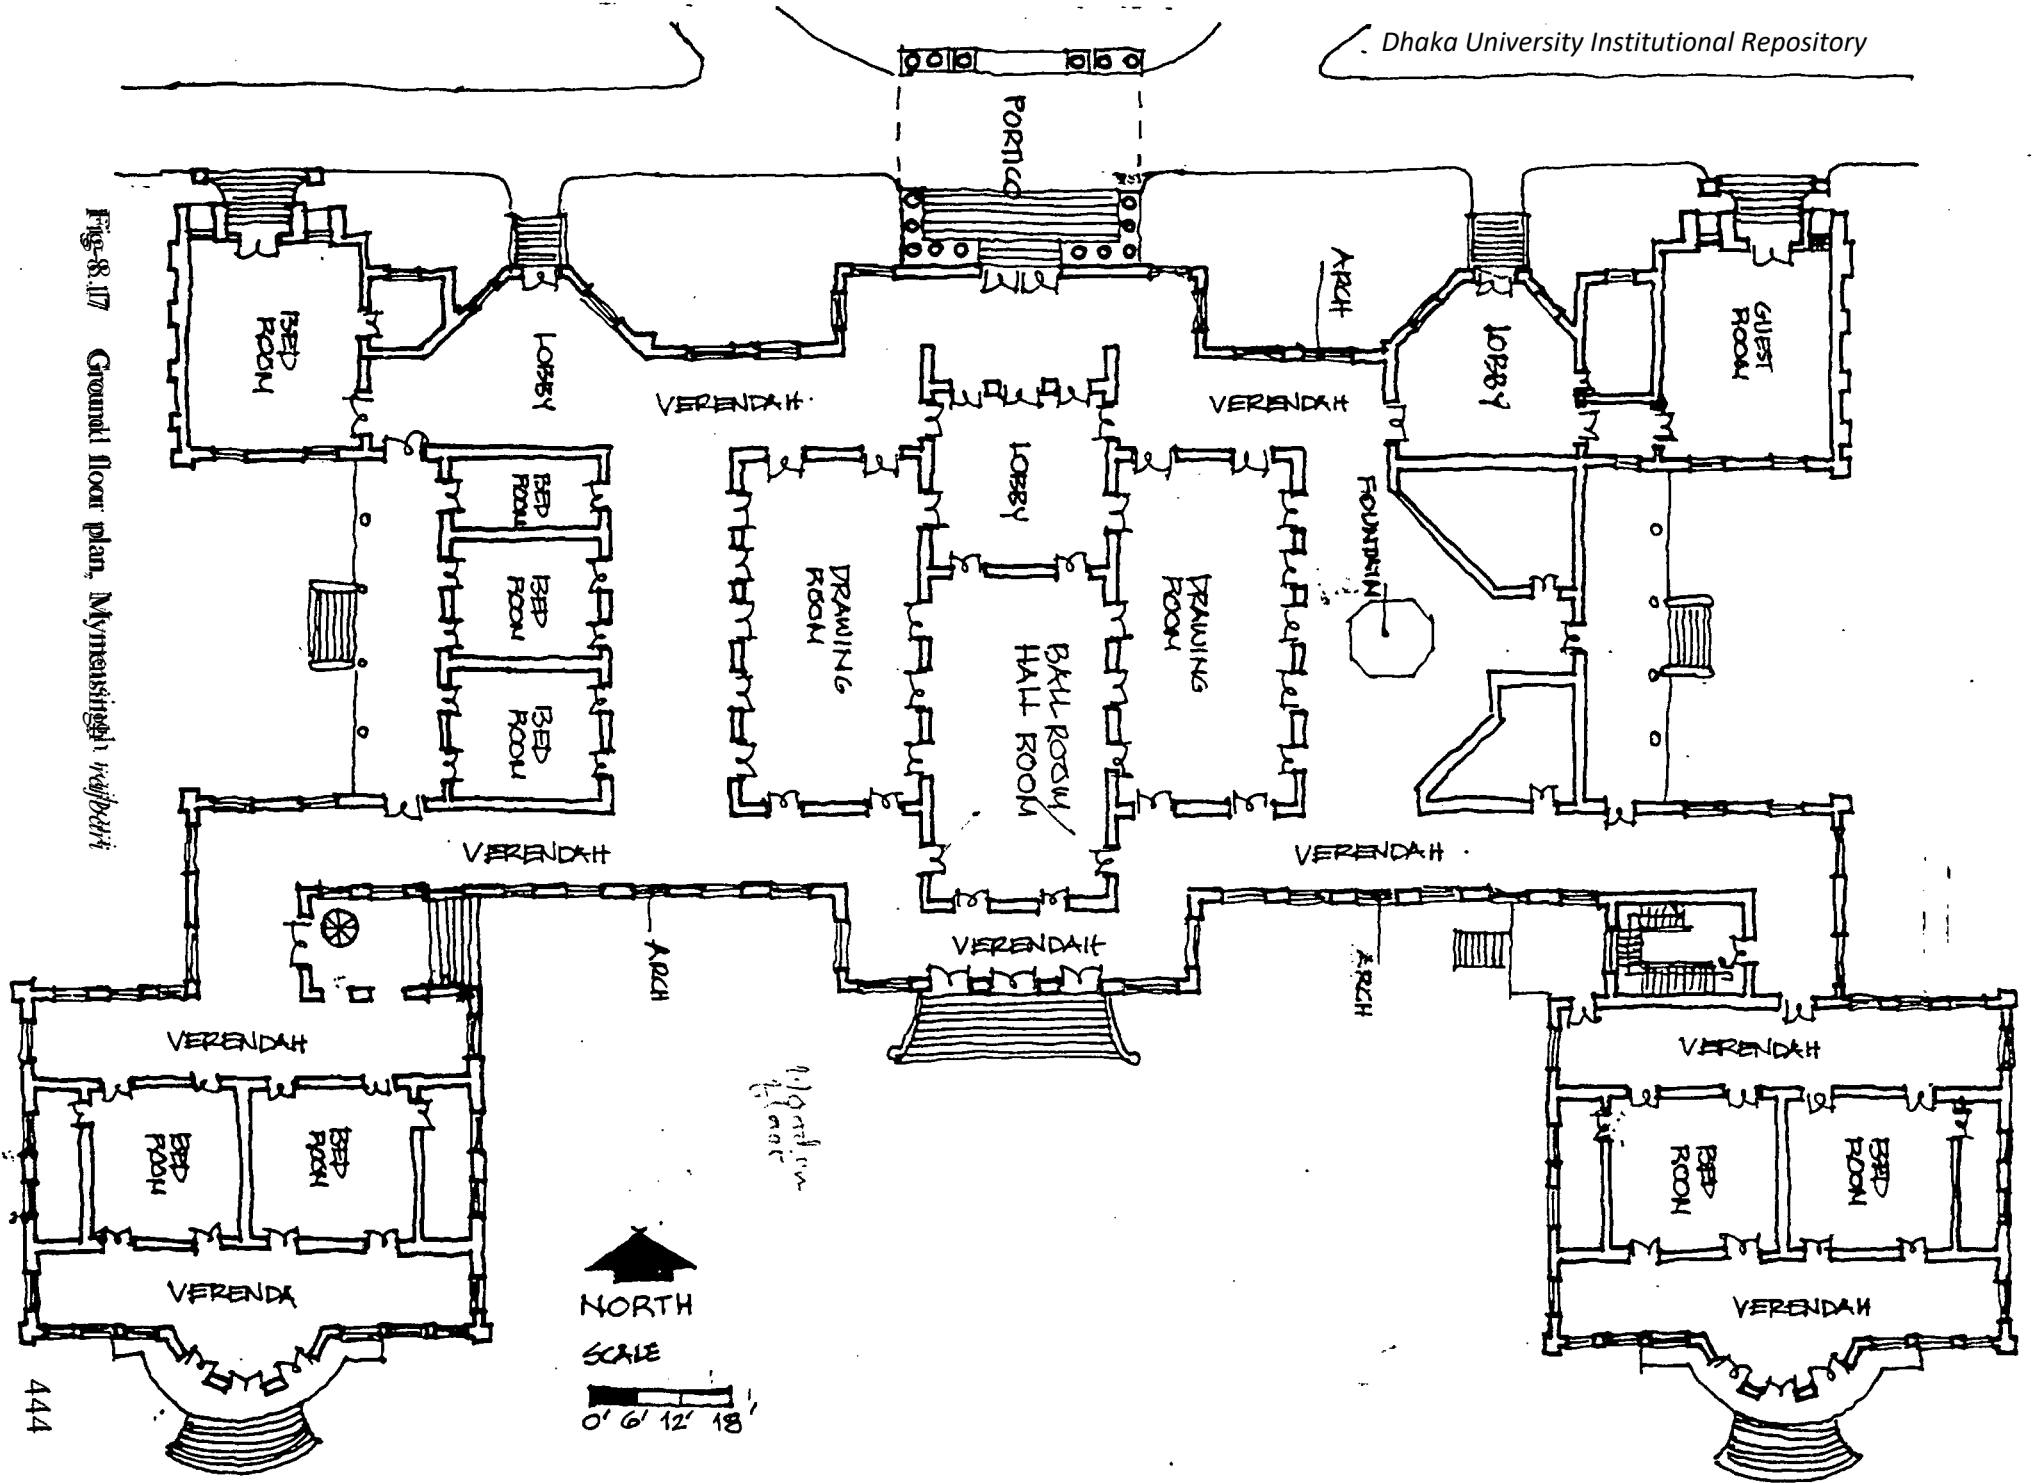 Dhaka University Institutional Repository
PORTICO
ARCH
BED
ROOM
LOBBY
VERENDAH
VERENDAH
LOBBY
GUEST
ROOM
LOBBY
FOUNTAIN
BED
ROOM
BED
ROOM
BED
ROOM
DRAWING
ROOM
DRAWING
ROOM
BALL ROOM
HALL ROOM
VERENDAH
VERENDAH
VERENDAH
ARCH
ARCH
VERENDAH
VERENDAH
BED
ROOM
BED
ROOM
BED
ROOM
BED
ROOM
VERENDA
VERENDAH
NORTH
SCALE
0' 6' 12' 18'
Fig-8.17 Ground floor plan, Mymensingh rajbari
444